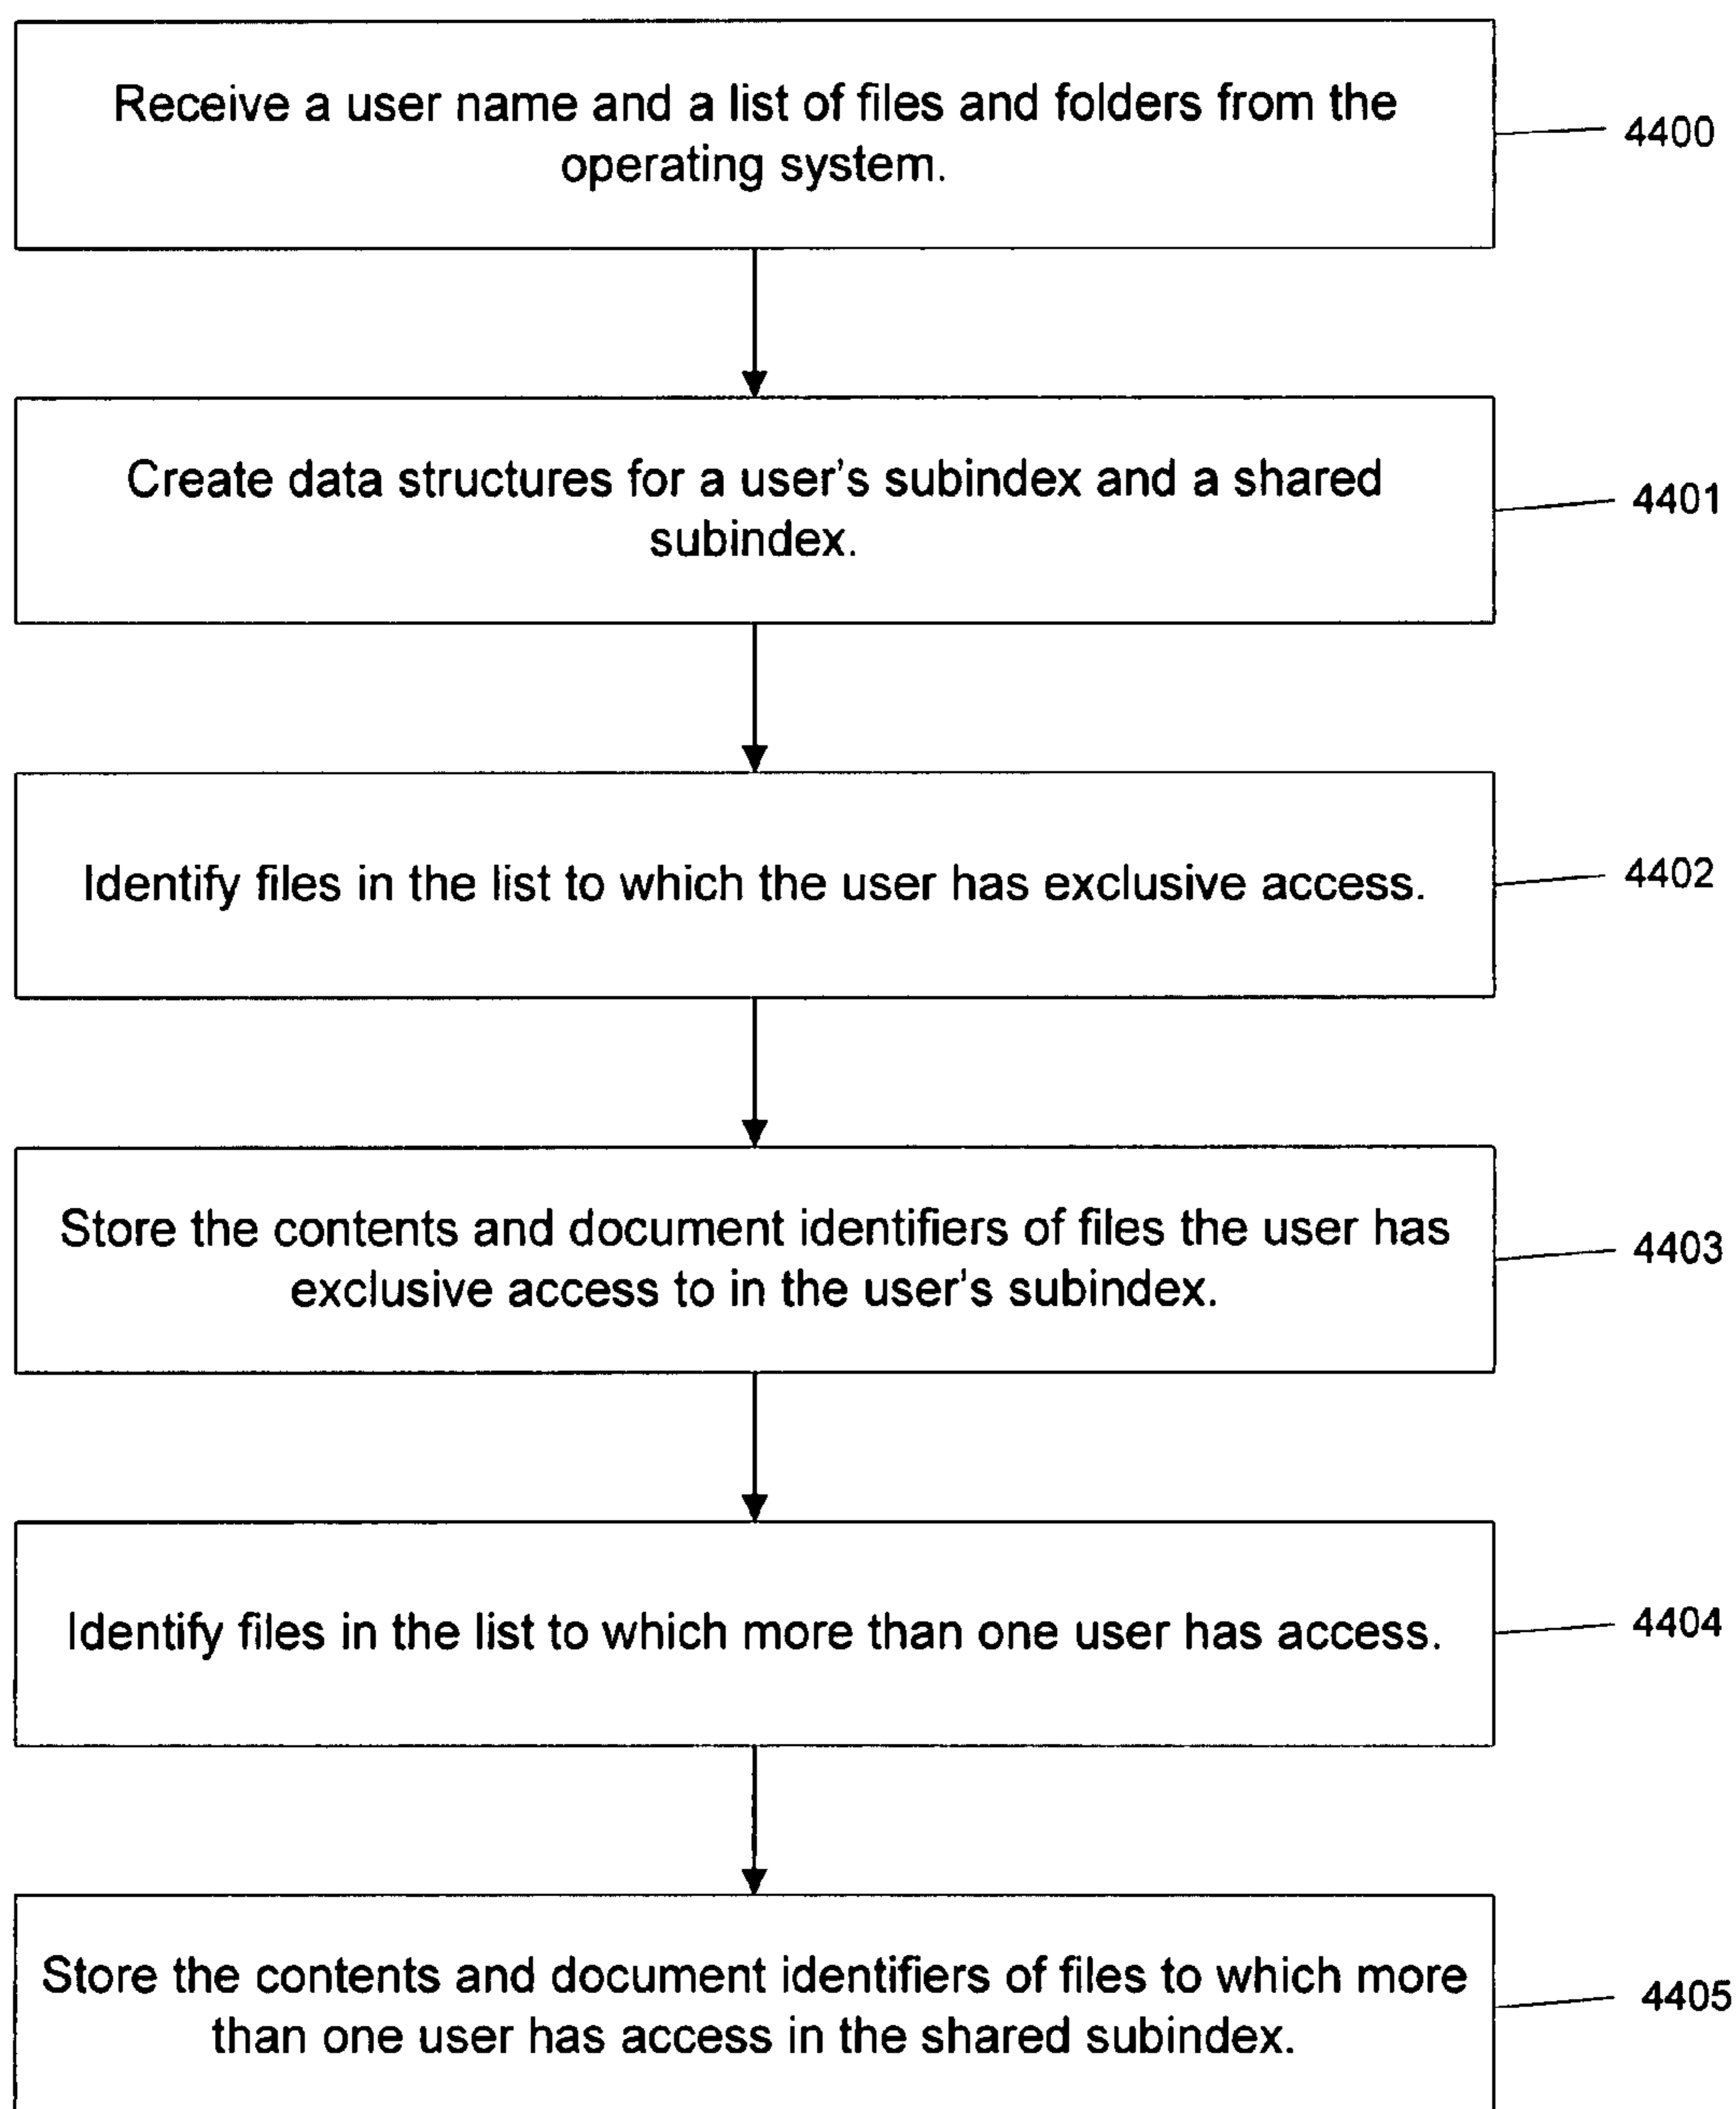 Receive a user name and a list of files and folders from the
operating system.
4400
Create data structures for a user's subindex and a shared
subindex.
4401
Identify files in the list to which the user has exclusive access.
4402
Store the contents and document identifiers of files the user has
exclusive access to in the user's subindex.
4403
Identify files in the list to which more than one user has access.
4404
Store the contents and document identifiers of files to which more
than one user has access in the shared subindex.
4405